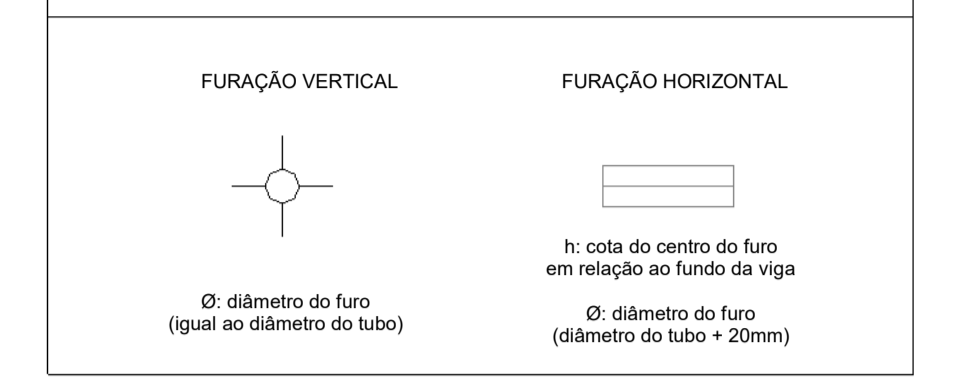 FURAÇÃO VERTICAL
Ø: diâmetro do furo
(igual ao diâmetro do tubo)
FURAÇÃO HORIZONTAL
h: cota do centro do furo
em relação ao fundo da viga
Ø: diâmetro do furo
(diâmetro do tubo + 20mm)